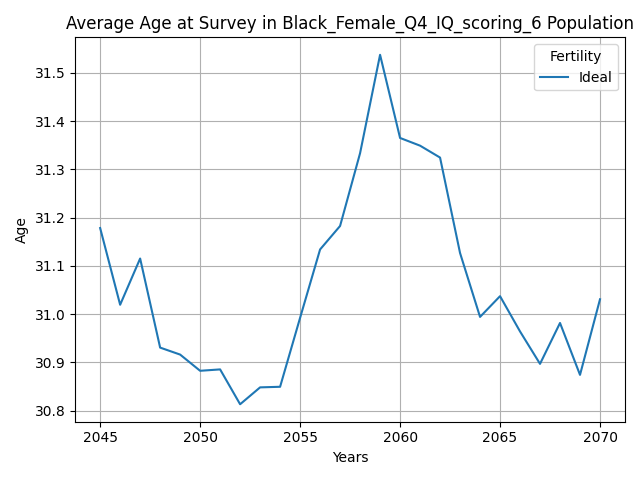 Average Age at Survey in Black_Female_Q4_IQ_scoring_6 Population
Fertility
Ideal
31.5
31.4
31.3
31.2
31.1
31.0
30.9
30.8
Age
2045
2050
2055
2060
2065
2070
Years